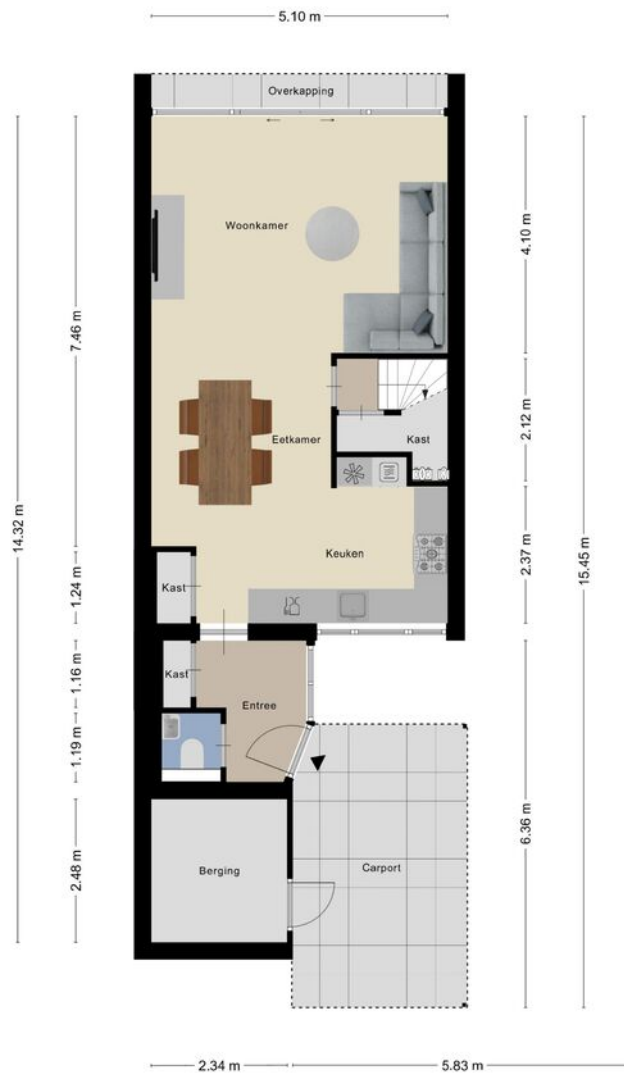 5.10 m
Overkapping
Woonkamer
4.10 m
7.46 m
Eetkamer
Kast
2.12 m
14.32 m
15.45 m
Keuken
2.37 m
Kast
1.24 m
Kast
1.16 m
Entree
1.19 m
6.36 m
Berging
Carport
2.48 m
2.34 m
5.83 m